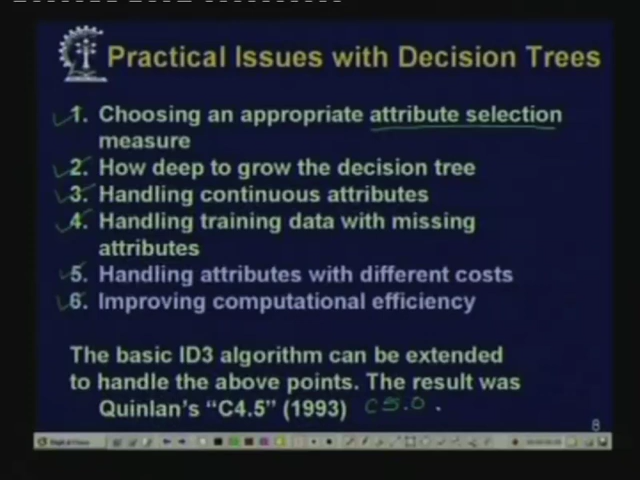 Practical Issues with Decision Trees
1. Choosing an appropriate attribute selection
measure
2. How deep to grow the decision tree
3. Handling continuous attributes
4. Handling training data with missing
attributes
5. Handling attributes with different costs
6. Improving computational efficiency
The basic ID3 algorithm can be extended
to handle the above points. The result was
Quinlan's "C4.5" (1993) C5.0.
8